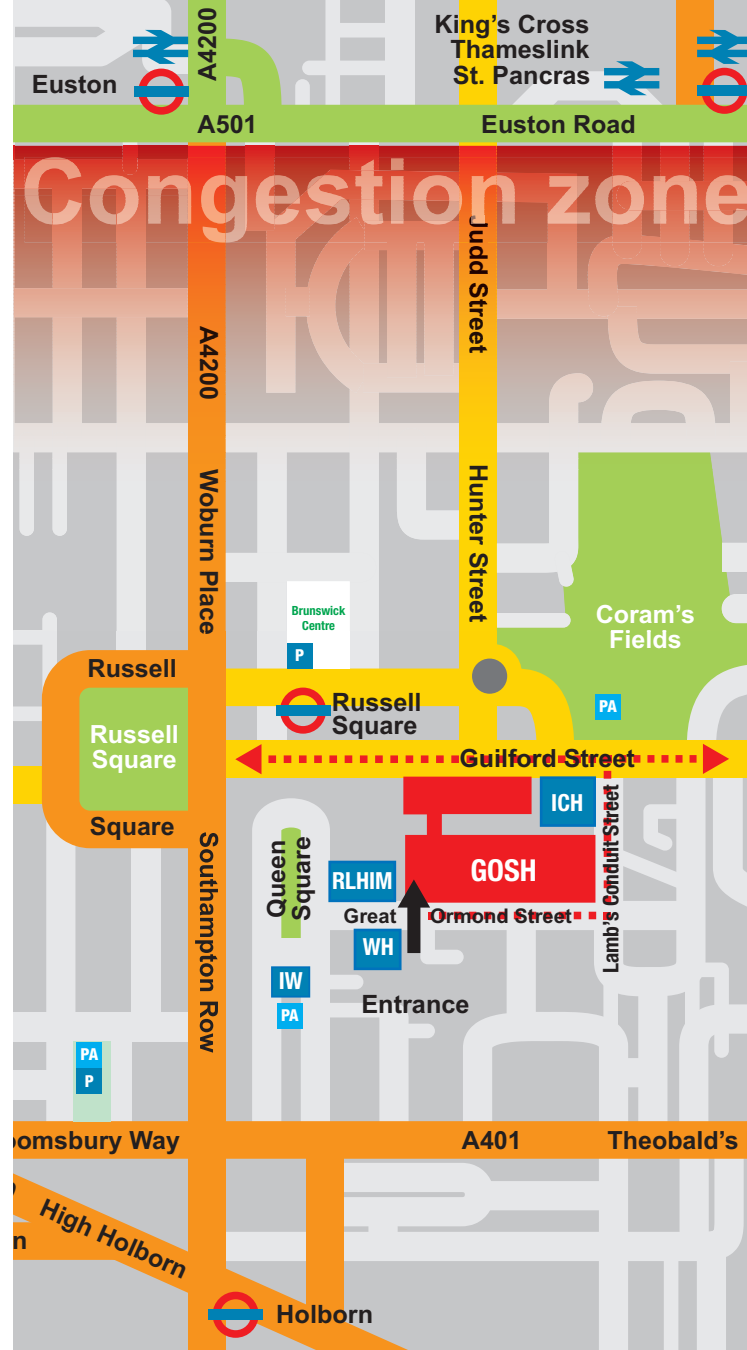 A4200
King's Cross
Thameslink
St. Pancras
Euston
A501
Euston Road
Congestion zone
Judd Street
A4200
Woburn Place
Hunter Street
Brunswick
Centre
P
Coram's
Fields
Russell
Russell
Square
PA
Russell
Square
Guilford Street
Square
ICH
Lamb's Conduit Street
Queen
Square
RLHIM
GOSH
Great
Ormond Street
Southampton Row
WH
IW
PA
Entrance
PA
P
oomsbury Way
A401
Theobald's
High Holborn
n
Holborn